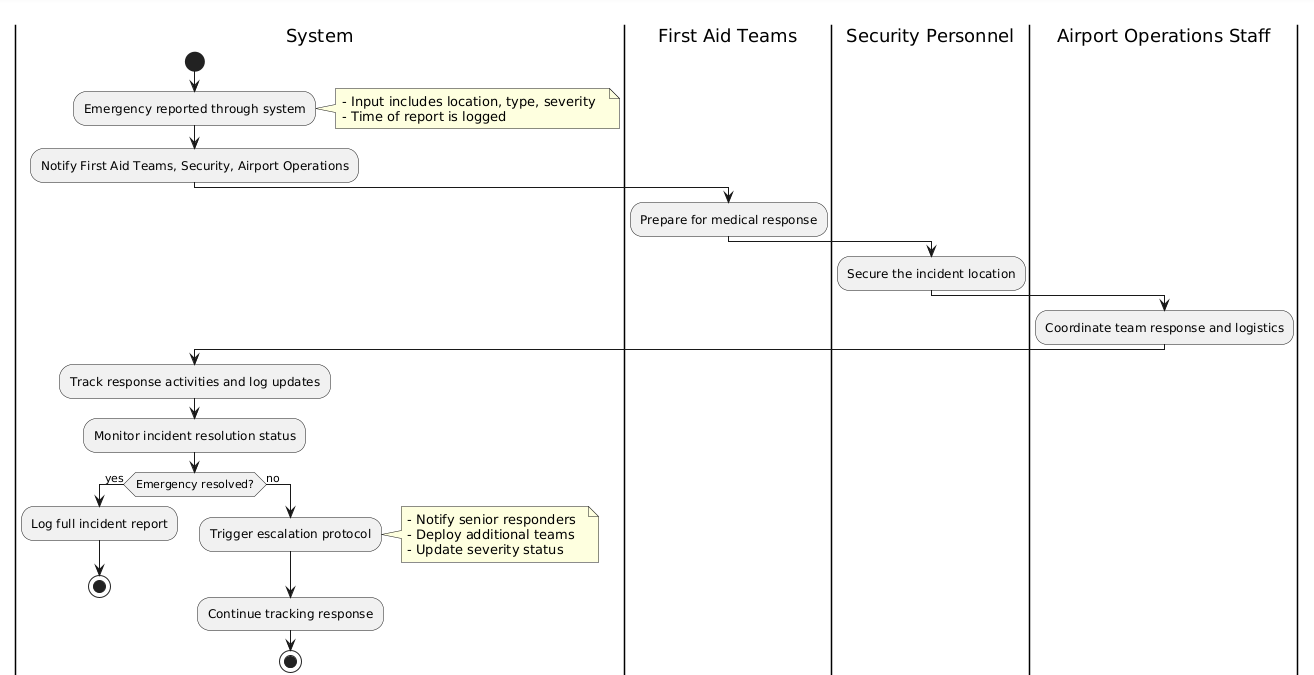 System
First Aid Teams
Security Personnel
Airport Operations Staff
Emergency reported through system
- Input includes location, type, severity
- Time of report is logged
Notify First Aid Teams, Security, Airport Operations
Prepare for medical response
Secure the incident location
Coordinate team response and logistics
Track response activities and log updates
Monitor incident resolution status
yes
Emergency resolved?
no
Log full incident report
Trigger escalation protocol
- Notify senior responders
- Deploy additional teams
- Update severity status
Continue tracking response